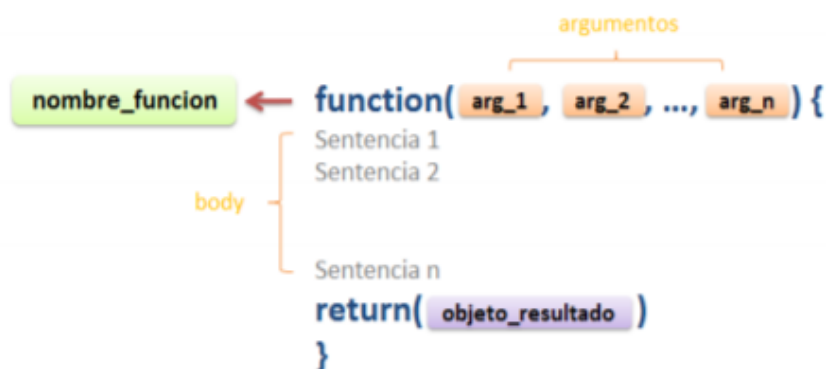 argumentos
nombre_funcion ← function( arg_1 , arg_2 , ..., arg_n ) {
Sentencia 1
Sentencia 2
body
Sentencia n
return( objeto_resultado )
}